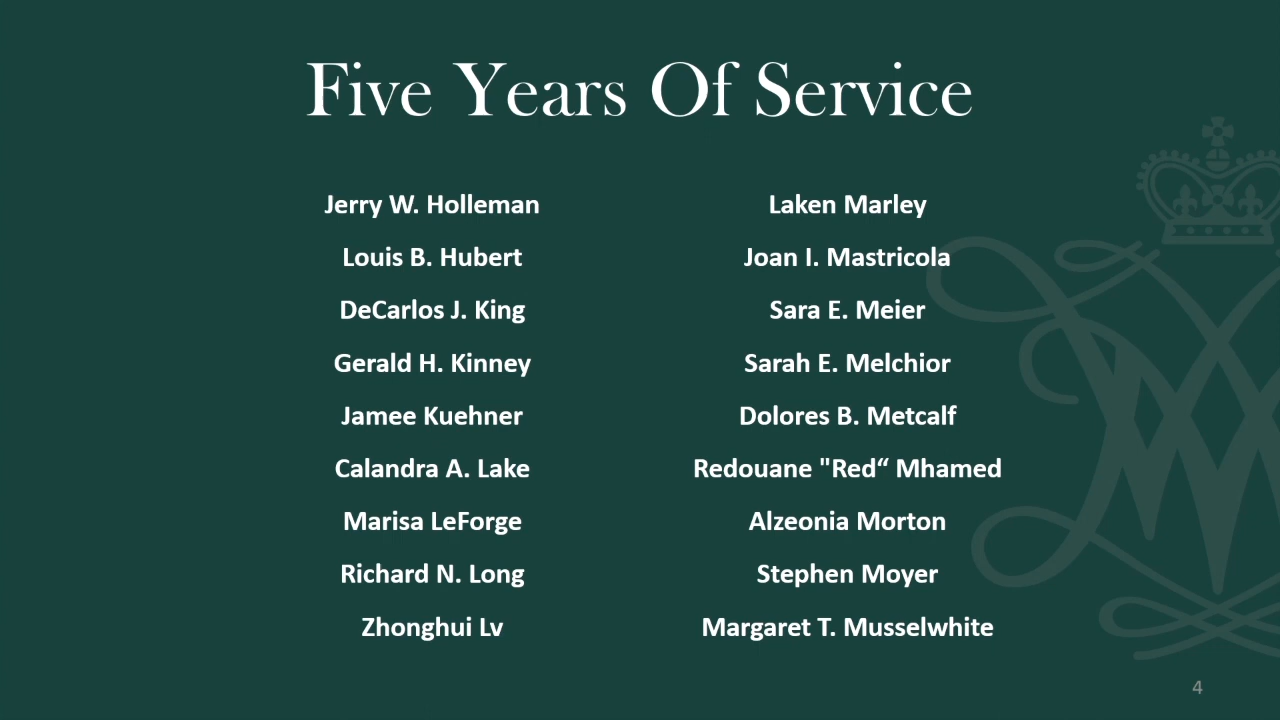 Five Years Of Service
Jerry W. Holleman
Louis B. Hubert
DeCarlos J. King
Gerald H. Kinney
Jamee Kuehner
Calandra A. Lake
Marisa LeForge
Richard N. Long
Zhonghui Lv
Laken Marley
Joan I. Mastricola
Sara E. Meier
Sarah E. Melchior
Dolores B. Metcalf
Redouane "Red“ Mhamed
Alzeonia Morton
Stephen Moyer
Margaret T. Musselwhite
4